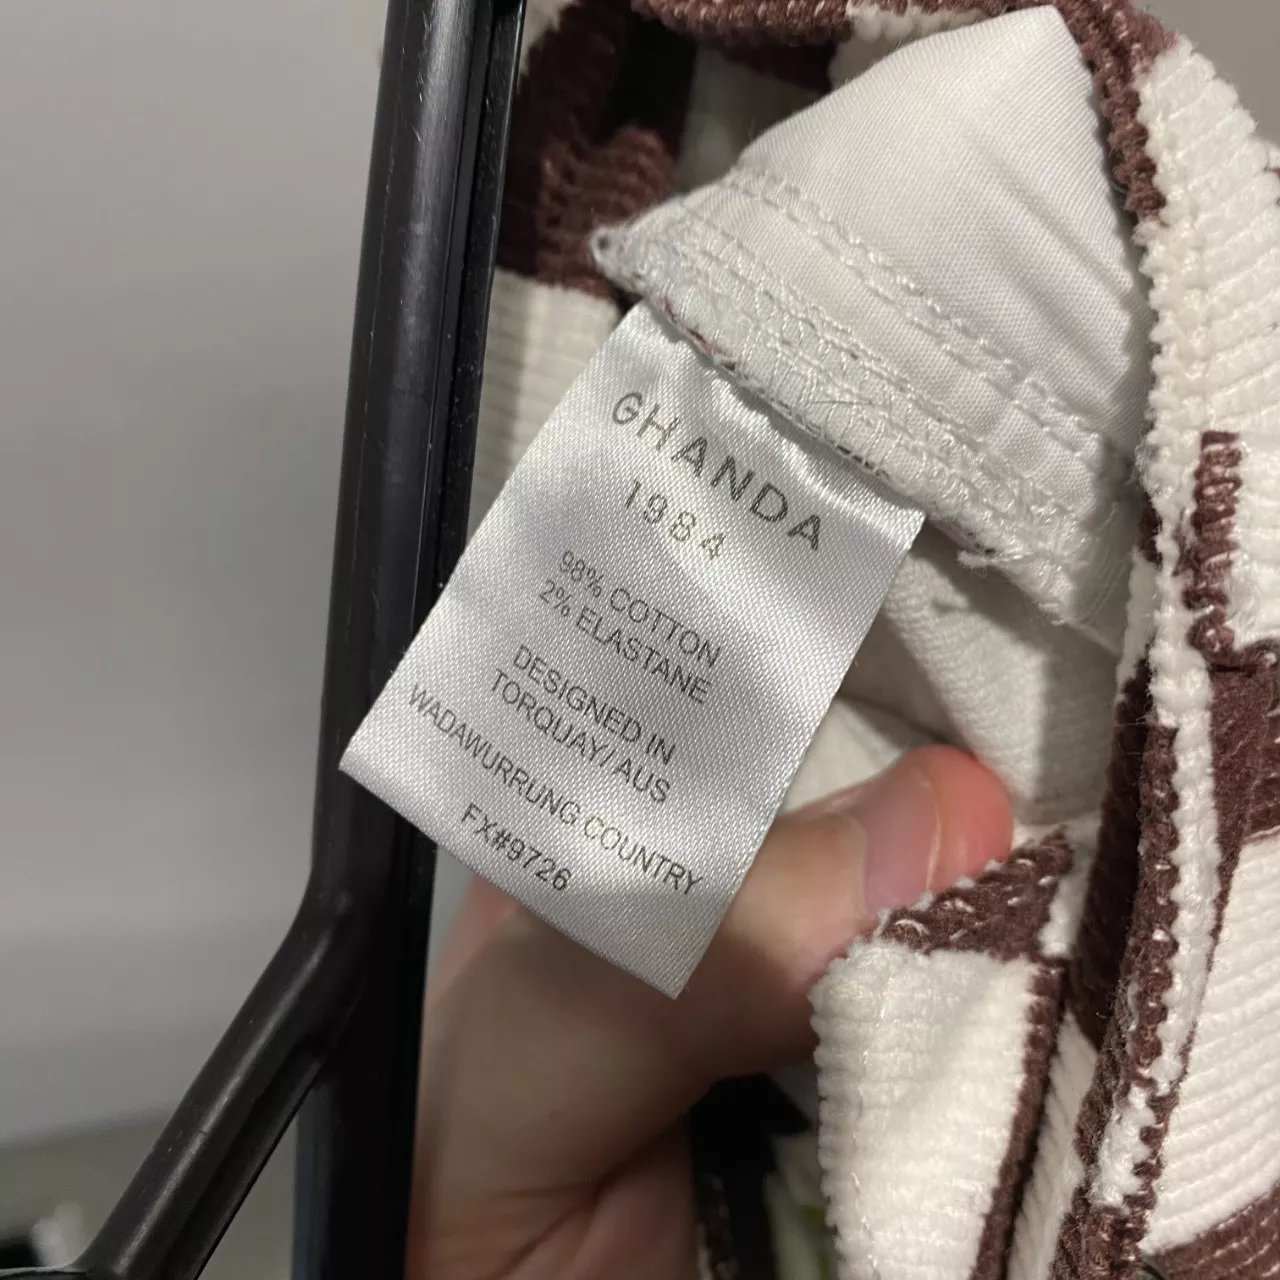 GHANDA
1984
98% COTTON
2% ELASTANE
DESIGNED IN
TORQUAY/ AUS
WADAWURRUNG COUNTRY
FX#9726